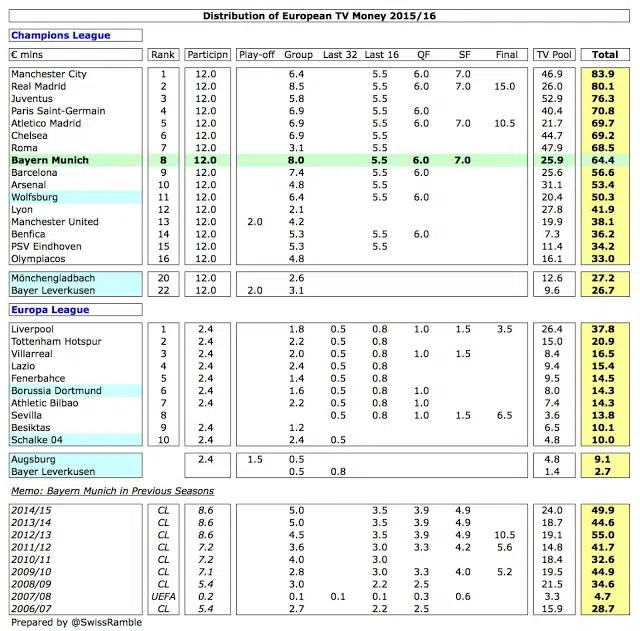 Distribution of European TV Money 2015/16
Champions League
€ mlns Rank Particpn Play-off Group Last 32 Last 16 QF SF Final TV Pool Total
Manchester City 1 12.0 6.4 5.5 6.0 7.0 46.9 83.9
Real Madrid 2 12.0 8.5 5.5 6.0 7.0 15.0 26.0 80.1
Juventus 3 12.0 5.8 5.5 52.9 76.3
Paris Saint-Germain 4 12.0 6.9 5.5 6.0 40.4 70.8
Atletico Madrid 5 12.0 6.9 5.5 6.0 7.0 10.5 21.7 69.7
Chelsea 6 12.0 6.9 5.5 44.7 69.2
Roma 7 12.0 3.1 5.5 47.9 68.5
Bayern Munich 8 12.0 8.0 5.5 6.0 7.0 25.9 64.4
Barcelona 9 12.0 7.4 5.5 6.0 25.6 56.6
Arsenal 10 12.0 4.8 5.5 31.1 53.4
Wolfsburg 11 12.0 6.4 5.5 6.0 20.4 50.3
Lyon 12 12.0 2.1 27.8 41.9
Manchester United 13 12.0 2.0 4.2 19.9 38.1
Benfica 14 12.0 5.3 5.5 6.0 7.3 36.2
PSV Eindhoven 15 12.0 5.3 5.5 11.4 34.2
Olympiacos 16 12.0 4.8 16.1 33.0
Mönchengladbach 20 12.0 2.6 12.6 27.2
Bayer Leverkusen 22 12.0 2.0 3.1 9.6 26.7
Europa League
Liverpool 1 2.4 1.8 0.5 0.8 1.0 1.5 3.5 26.4 37.8
Tottenham Hotspur 2 2.4 2.2 0.5 0.8 15.0 20.9
Villarreal 3 2.4 2.0 0.5 0.8 1.0 1.5 8.4 16.5
Lazio 4 2.4 2.4 0.5 0.8 9.4 15.4
Fenerbahce 5 2.4 1.4 0.5 0.8 9.5 14.5
Borussia Dortmund 6 2.4 1.6 0.5 0.8 1.0 8.0 14.3
Athletic Bilbao 7 2.4 2.2 0.5 0.8 1.0 7.4 14.3
Sevilla 8 0.5 0.8 1.0 1.5 6.5 3.6 13.8
Besiktas 9 2.4 1.2 6.5 10.1
Schalke 04 10 2.4 2.4 0.5 4.8 10.0
Augsburg 2.4 1.5 0.5 4.8 9.1
Bayer Leverkusen 0.5 0.8 1.4 2.7
Memo: Bayern Munich in Previous Seasons
2014/15 CL 8.6 5.0 3.5 3.9 4.9 24.0 49.9
2013/14 CL 8.6 5.0 3.5 3.9 4.9 18.7 44.6
2012/13 CL 8.6 4.5 3.5 3.9 4.9 10.5 19.1 55.0
2011/12 CL 7.2 3.6 3.0 3.3 4.2 5.6 14.8 41.7
2010/11 CL 7.2 4.0 3.0 18.4 32.6
2009/10 CL 7.1 2.8 3.0 3.3 4.0 5.2 19.5 44.9
2008/09 CL 5.4 3.0 2.2 2.5 21.5 34.6
2007/08 UEFA 0.2 0.1 0.1 0.1 0.3 0.6 3.3 4.7
2006/07 CL 5.4 2.7 2.2 2.5 15.9 28.7
Prepared by @SwissRamble